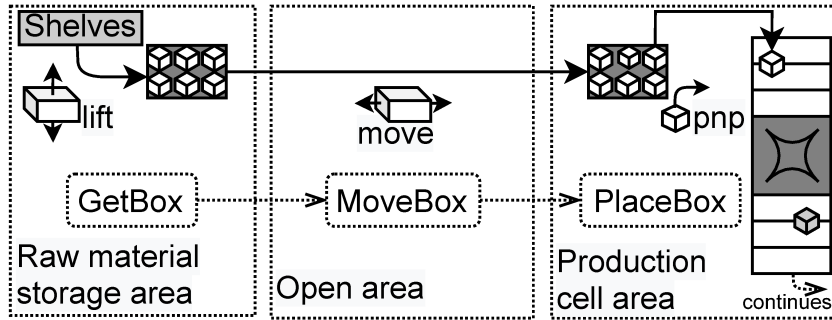 Shelves
lift
move
pnp
GetBox
MoveBox
PlaceBox
Raw material
storage area
Open area
Production
cell area
continues